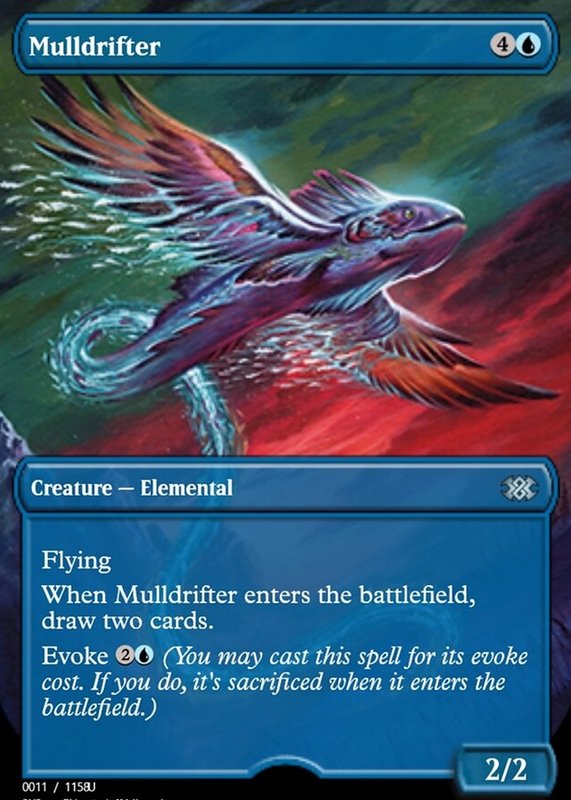 Mulldrifter 4
Creature — Elemental
Flying
When Mulldrifter enters the battlefield,
draw two cards.
Evoke 2 (You may cast this spell for its evoke
cost. If you do, it's sacrificed when it enters the
battlefield.)
2/2
0011 / 1158U